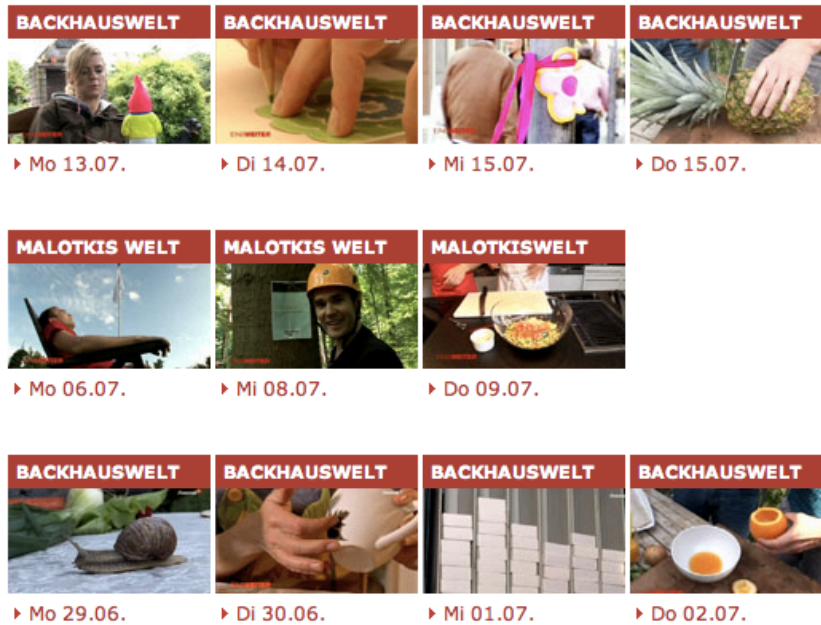 BACKHAUSWELT BACKHAUSWELT BACKHAUSWELT BACKHAUSWELT
Mo 13.07. Di 14.07. Mi 15.07. Do 15.07.
MALOTKIS WELT MALOTKIS WELT MALOTKISWELT
Mo 06.07. Mi 08.07. Do 09.07.
BACKHAUSWELT BACKHAUSWELT BACKHAUSWELT BACKHAUSWELT
Mo 29.06. Di 30.06. Mi 01.07. Do 02.07.